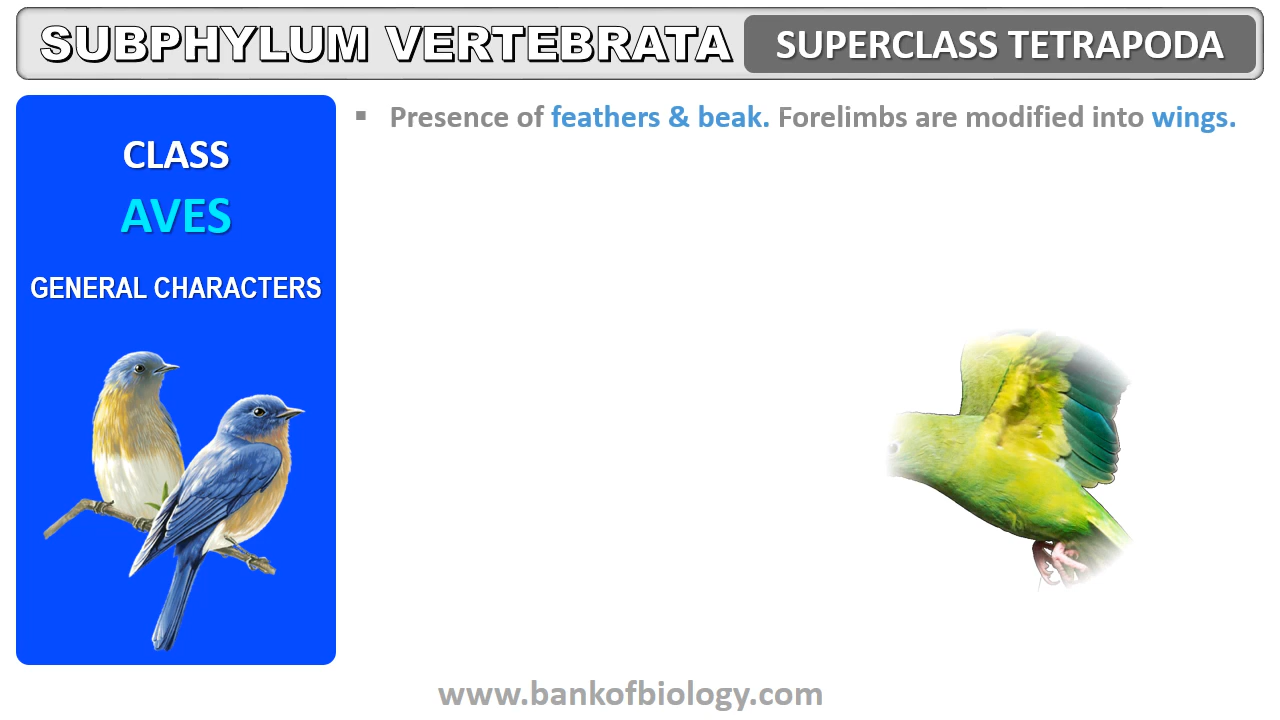 SUBPHYLUM VERTEBRATA
SUPERCLASS TETRAPODA
CLASS
AVES
GENERAL CHARACTERS
▪ Presence of feathers & beak. Forelimbs are modified into wings.
www.bankofbiology.com